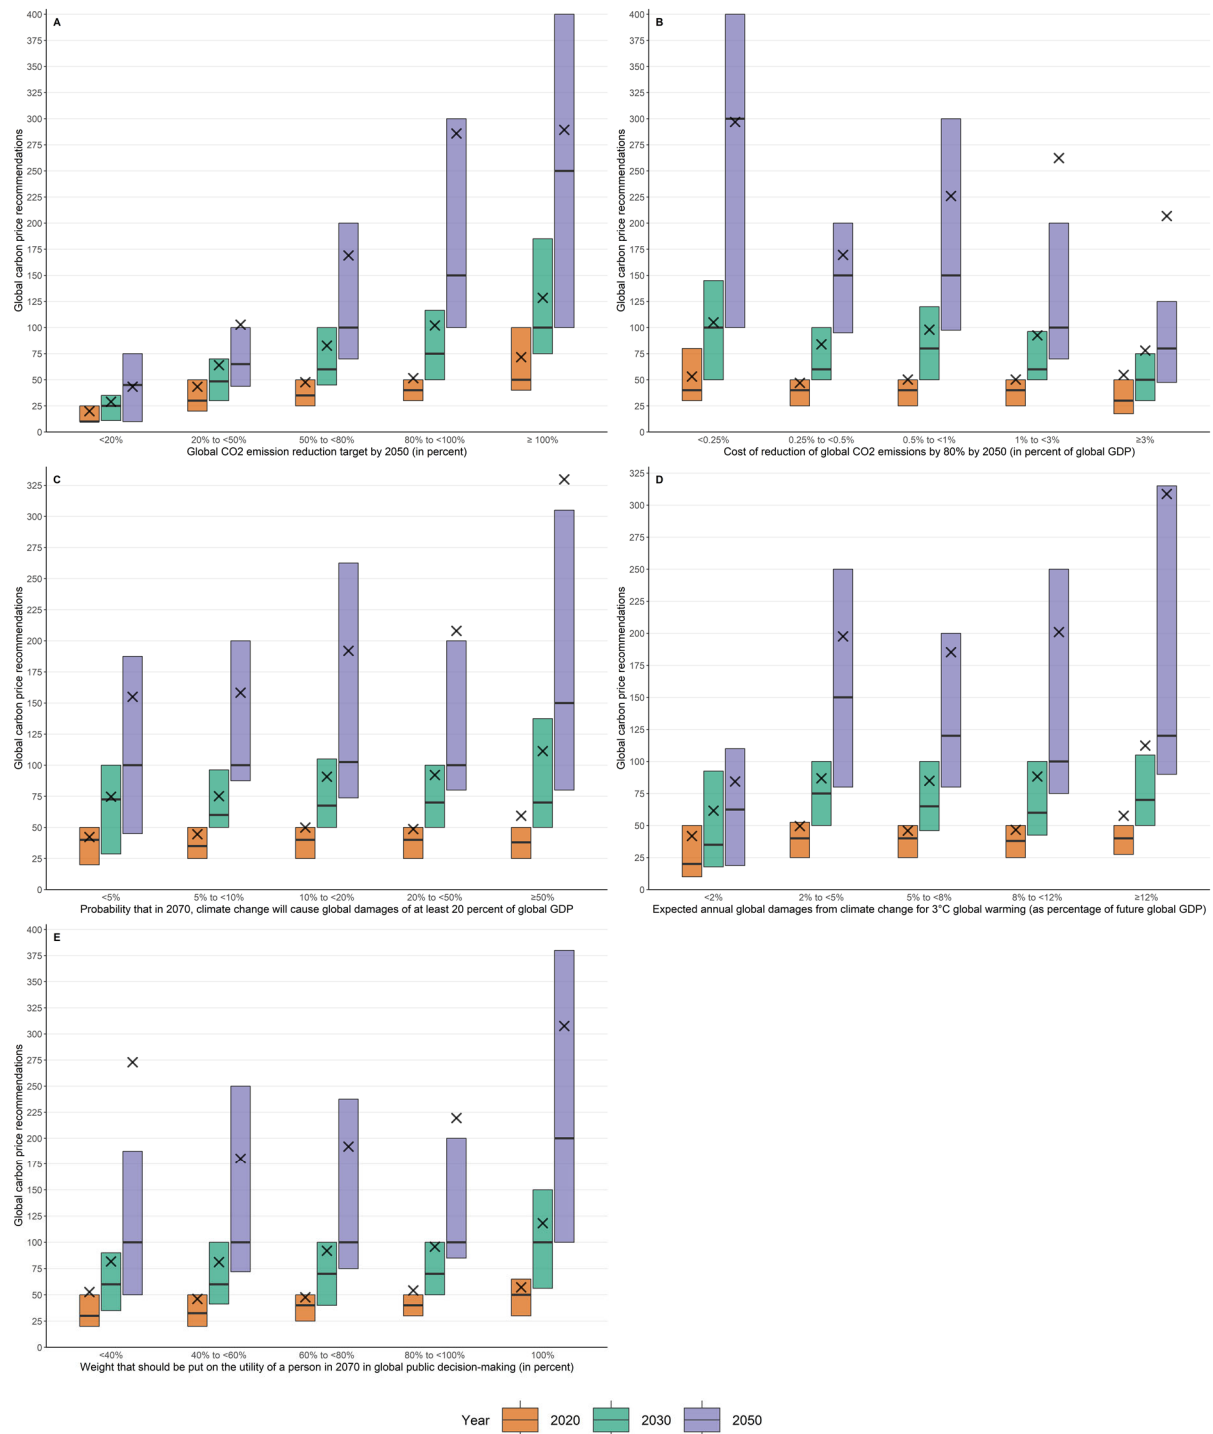 A
Global carbon price recommendations
400
375
350
325
300
275
250
225
200
175
150
125
100
75
50
25
0
<20%
20% to <50%
50% to <80%
80% to <100%
≥ 100%
Global CO2 emission reduction target by 2050 (in percent)
B
Global carbon price recommendations
400
375
350
325
300
275
250
225
200
175
150
125
100
75
50
25
0
<0.25%
0.25% to <0.5%
0.5% to <1%
1% to <3%
≥3%
Cost of reduction of global CO2 emissions by 80% by 2050 (in percent of global GDP)
C
Global carbon price recommendations
325
300
275
250
225
200
175
150
125
100
75
50
25
0
<5%
5% to <10%
10% to <20%
20% to <50%
≥50%
Probability that in 2070, climate change will cause global damages of at least 20 percent of global GDP
D
Global carbon price recommendations
325
300
275
250
225
200
175
150
125
100
75
50
25
0
<2%
2% to <5%
5% to <8%
8% to <12%
≥12%
Expected annual global damages from climate change for 3°C global warming (as percentage of future global GDP)
E
Global carbon price recommendations
400
375
350
325
300
275
250
225
200
175
150
125
100
75
50
25
0
<40%
40% to <60%
60% to <80%
80% to <100%
100%
Weight that should be put on the utility of a person in 2070 in global public decision-making (in percent)
Year 2020 2030 2050